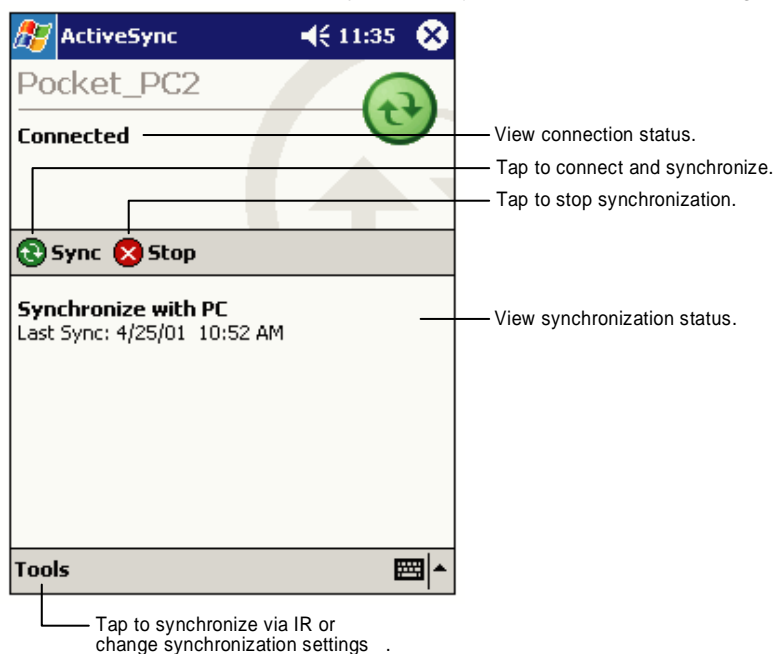 ActiveSync 11:35
Pocket_PC2
Connected
View connection status.
Tap to connect and synchronize.
Tap to stop synchronization.
Sync Stop
Synchronize with PC
Last Sync: 4/25/01 10:52 AM
View synchronization status.
Tools
Tap to synchronize via IR or
change synchronization settings .